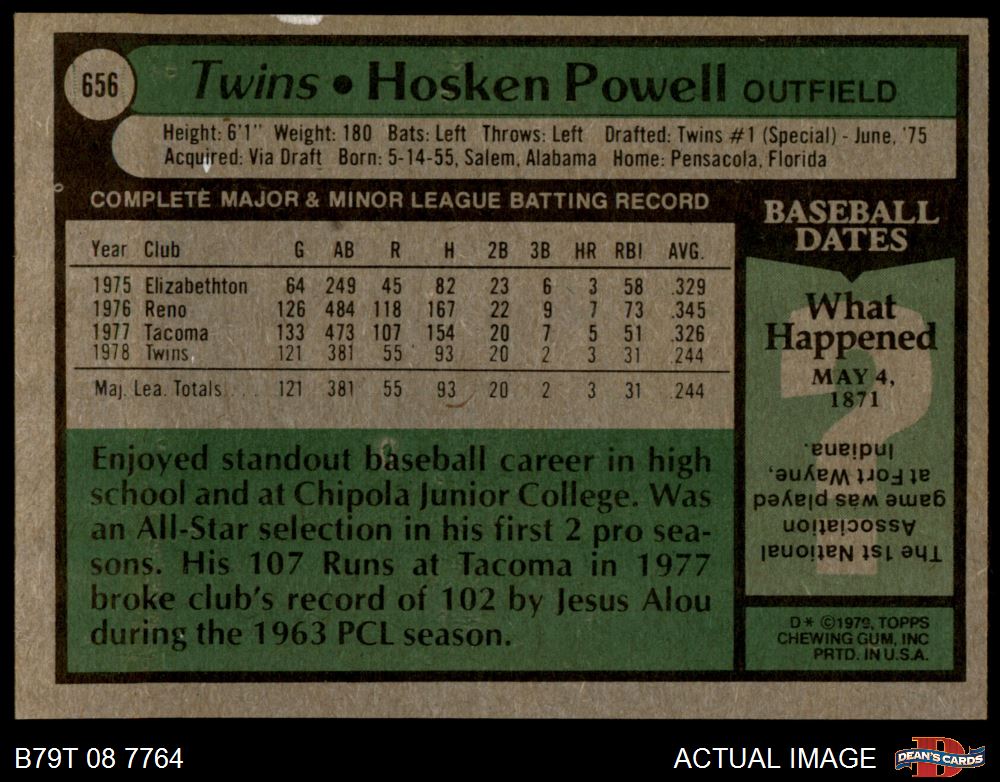 656
Twins • Hosken Powell OUTFIELD
Height: 6'1" Weight: 180 Bats: Left Throws: Left Drafted: Twins #1 (Special) - June, '75
Acquired: Via Draft Born: 5-14-55, Salem, Alabama Home: Pensacola, Florida
COMPLETE MAJOR & MINOR LEAGUE BATTING RECORD
Year Club G AB R H 2B 3B HR RBI AVG.
1975 Elizabethton 64 249 45 82 23 6 3 58 .329
1976 Reno 126 484 118 167 22 9 7 73 .345
1977 Tacoma 133 473 107 154 20 7 5 51 .326
1978 Twins 121 381 55 93 20 2 3 31 .244
Maj. Lea. Totals . . . 121 381 55 93 20 2 3 31 .244
Enjoyed standout baseball career in high
school and at Chipola Junior College. Was
an All-Star selection in his first 2 pro sea-
sons. His 107 Runs at Tacoma in 1977
broke club's record of 102 by Jesus Alou
during the 1963 PCL season.
BASEBALL
DATES
What
Happened
MAY 4,
1871
?
The 1st National
Association
game was played
at Fort Wayne,
Indiana.
D* ©1979, TOPPS
CHEWING GUM, INC
PRTD. IN U.S.A.
B79T 08 7764
ACTUAL IMAGE
D
DEAN'S CARDS